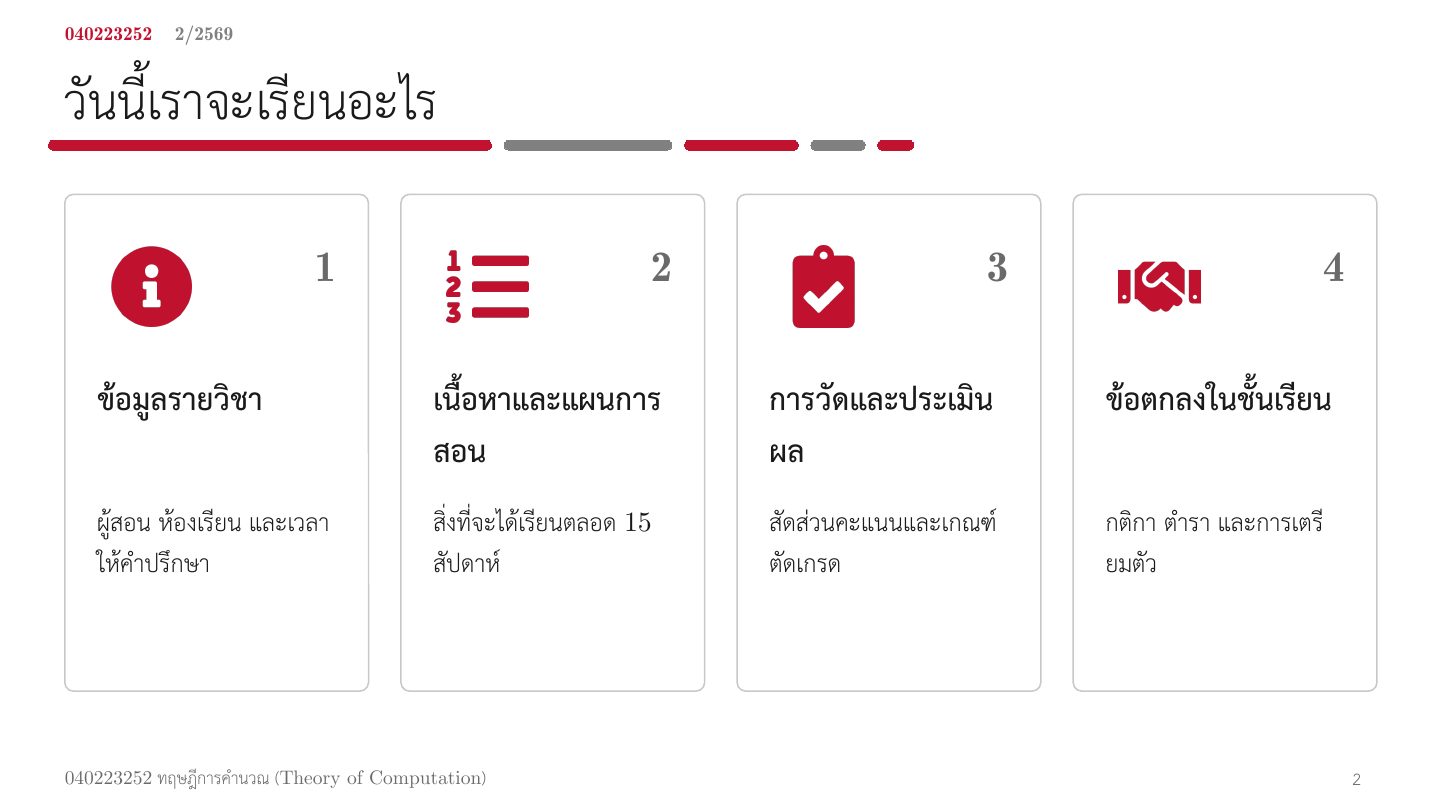 040223252 2/2569
วันนี้เราจะเรียนอะไร
1
ข้อมูลรายวิชา
ผู้สอน ห้องเรียน และเวลา
ให้คำปรึกษา
1
2
3
2
เนื้อหาและแผนการ
สอน
สิ่งที่จะได้เรียนตลอด 15
สัปดาห์
3
การวัดและประเมิน
ผล
สัดส่วนคะแนนและเกณฑ์
ตัดเกรด
4
ข้อตกลงในชั้นเรียน
กติกา ตำรา และการเตรี
ยมตัว
040223252 ทฤษฎีการคำนวณ (Theory of Computation)
2